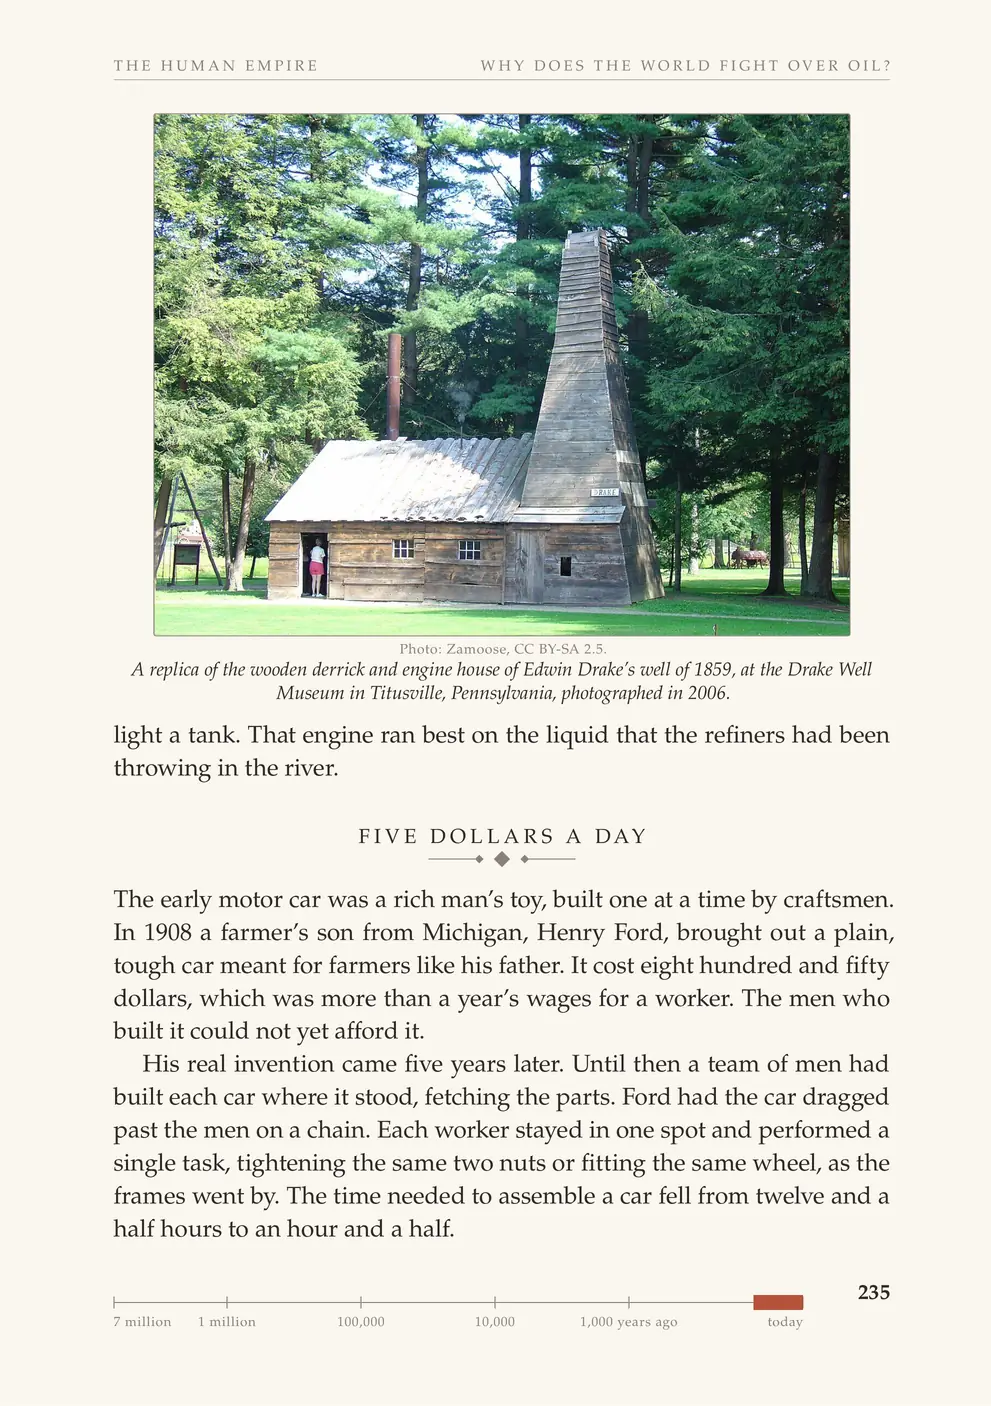 THE HUMAN EMPIRE
WHY DOES THE WORLD FIGHT OVER OIL?
DRAKE
Photo: Zamoose, CC BY-SA 2.5.
A replica of the wooden derrick and engine house of Edwin Drake’s well of 1859, at the Drake Well
Museum in Titusville, Pennsylvania, photographed in 2006.
light a tank. That engine ran best on the liquid that the refiners had been
throwing in the river.
FIVE DOLLARS A DAY
The early motor car was a rich man’s toy, built one at a time by craftsmen.
In 1908 a farmer’s son from Michigan, Henry Ford, brought out a plain,
tough car meant for farmers like his father. It cost eight hundred and fifty
dollars, which was more than a year’s wages for a worker. The men who
built it could not yet afford it.
His real invention came five years later. Until then a team of men had
built each car where it stood, fetching the parts. Ford had the car dragged
past the men on a chain. Each worker stayed in one spot and performed a
single task, tightening the same two nuts or fitting the same wheel, as the
frames went by. The time needed to assemble a car fell from twelve and a
half hours to an hour and a half.
235
7 million 1 million 100,000 10,000 1,000 years ago today